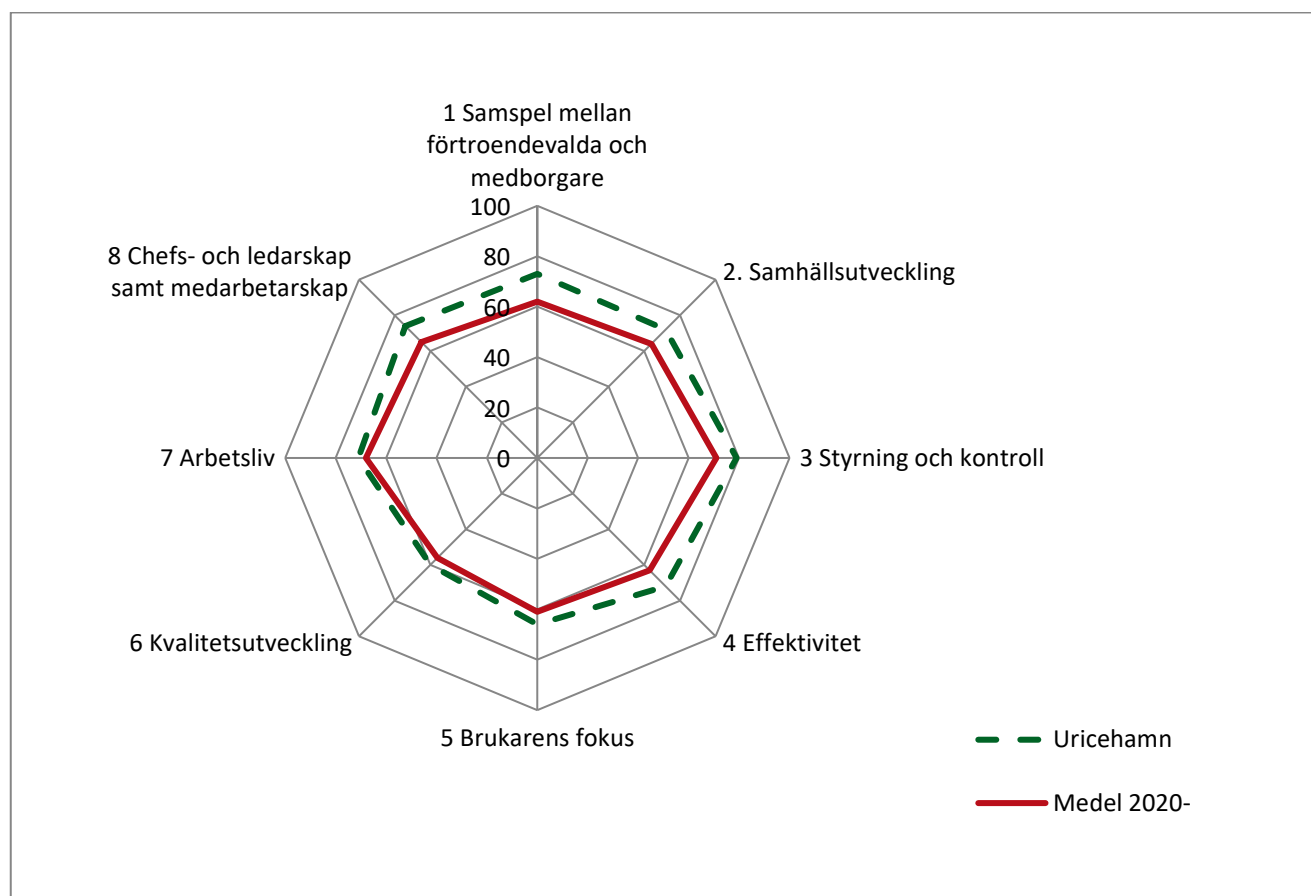 1 Samspel mellan
förtroendevalda och
medborgare
100
80
60
40
20
0
2. Samhällsutveckling
3 Styrning och kontroll
4 Effektivitet
5 Brukarens fokus
6 Kvalitetsutveckling
7 Arbetsliv
8 Chefs- och ledarskap
samt medarbetarskap
Uricehamn
Medel 2020-